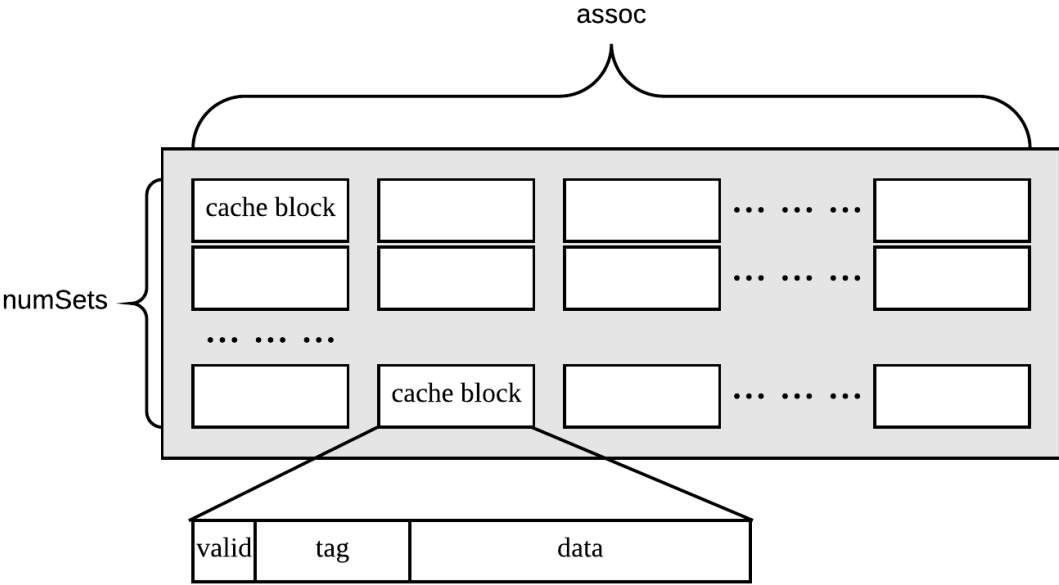 assoc
cache block ... ... ...
... ... ...
numSets
... ... ...
cache block ... ... ...
valid tag data